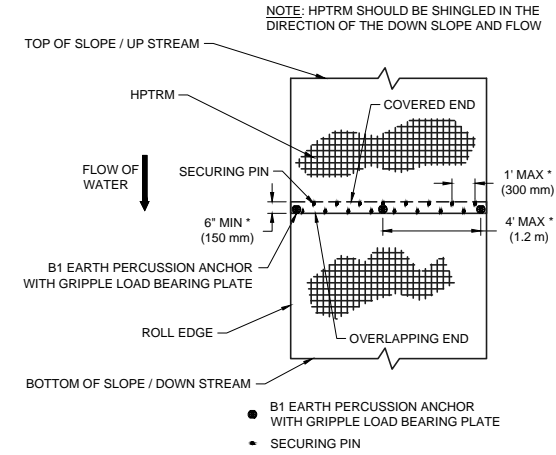 NOTE: HPTRM SHOULD BE SHINGLED IN THE
DIRECTION OF THE DOWN SLOPE AND FLOW
TOP OF SLOPE / UP STREAM
HPTRM
COVERED END
FLOW OF
WATER
SECURING PIN
1' MAX *
(300 mm)
6" MIN *
(150 mm)
4' MAX *
(1.2 m)
B1 EARTH PERCUSSION ANCHOR
WITH GRIPPLE LOAD BEARING PLATE
ROLL EDGE
OVERLAPPING END
BOTTOM OF SLOPE / DOWN STREAM
B1 EARTH PERCUSSION ANCHOR
WITH GRIPPLE LOAD BEARING PLATE
SECURING PIN